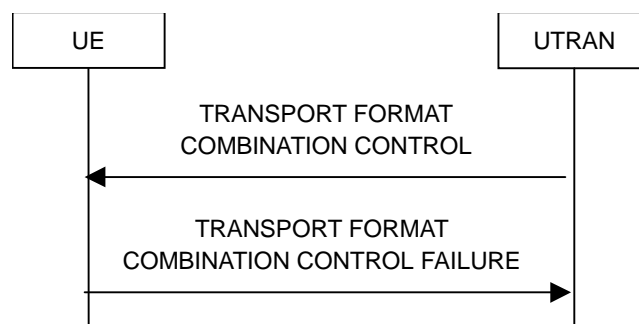 UE
UTRAN
TRANSPORT FORMAT
COMBINATION CONTROL
TRANSPORT FORMAT
COMBINATION CONTROL FAILURE